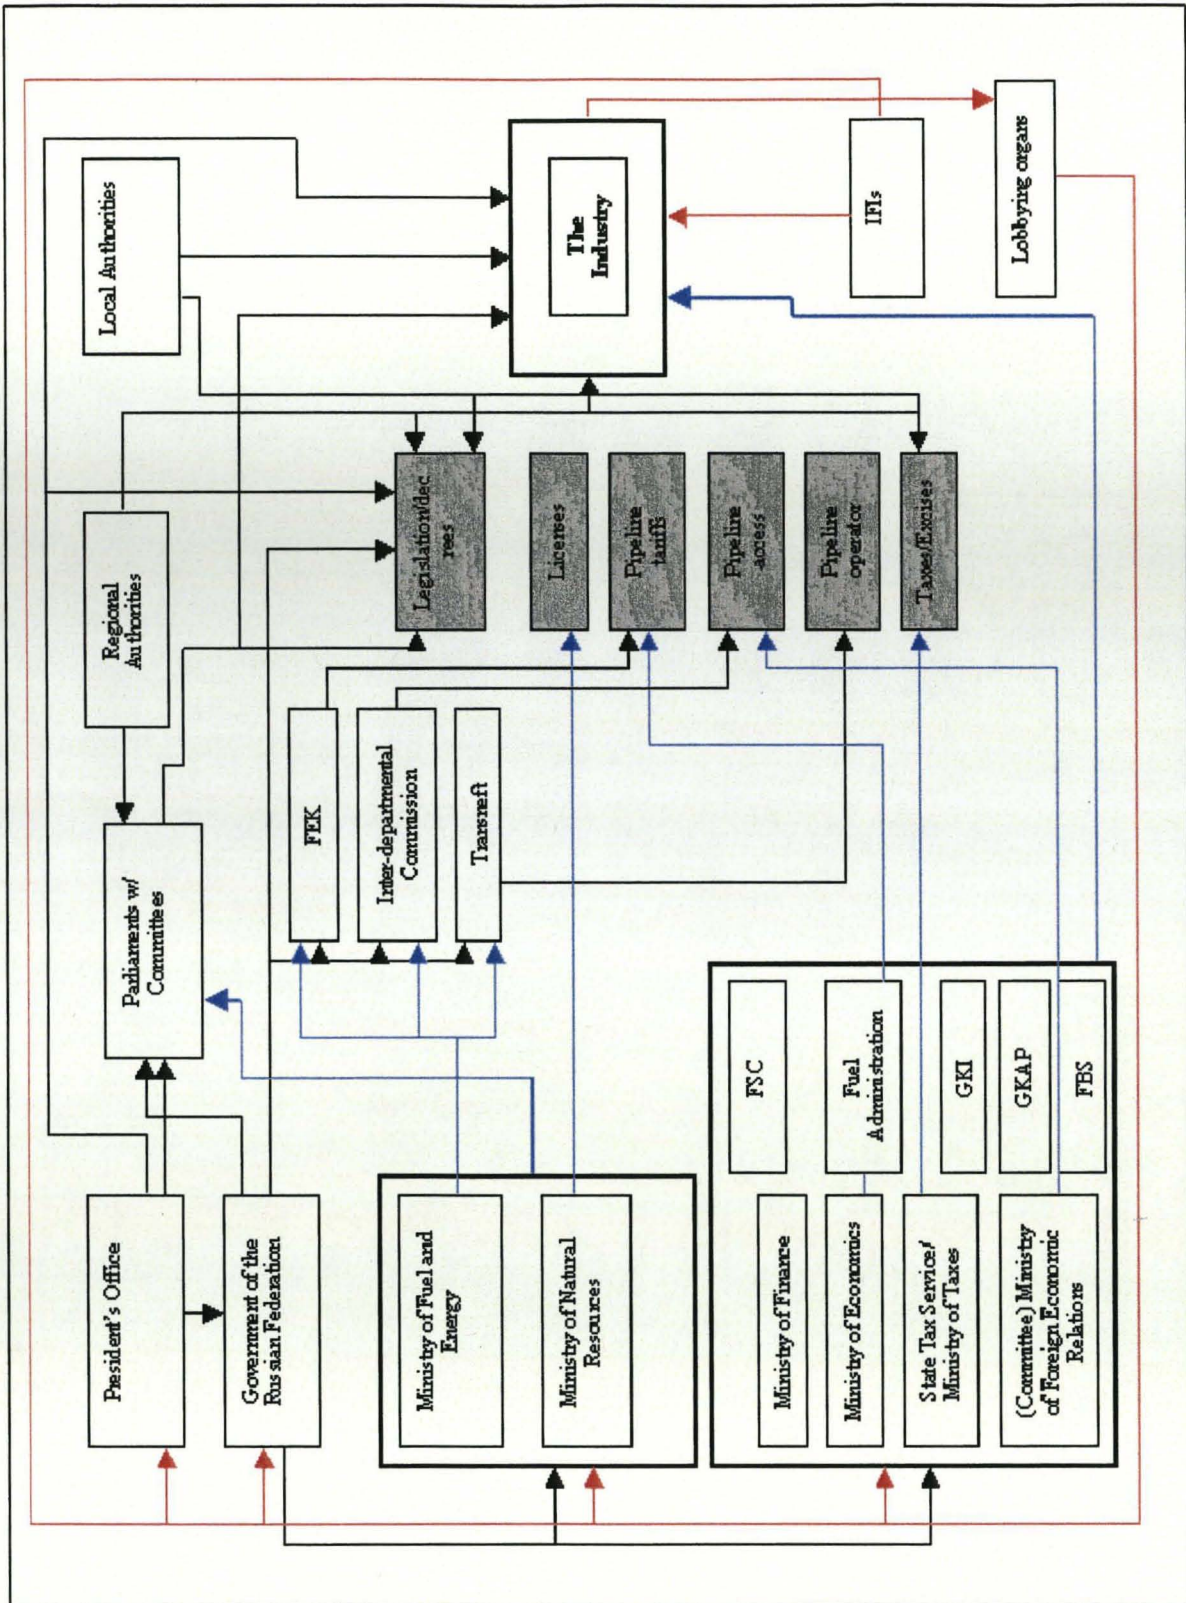 President's Office
Government of the
Russian Federation
Parliaments w/
Committees
Regional
Authorities
Local Authorities
Ministry of Fuel and
Energy
Ministry of Natural
Resources
FEK
Inter-departmental
Commission
Transneft
Legislation/dec
rees
Licenses
Pipeline
tariffs
Pipeline
access
Pipeline
operator
Taxes/Excises
The
Industry
Ministry of Finance
Ministry of Economics
State Tax Service/
Ministry of Taxes
(Committee) Ministry
of Foreign Economic
Relations
FSC
Fuel
Administration
GKI
GKAP
FBS
IFIs
Lobbying organs